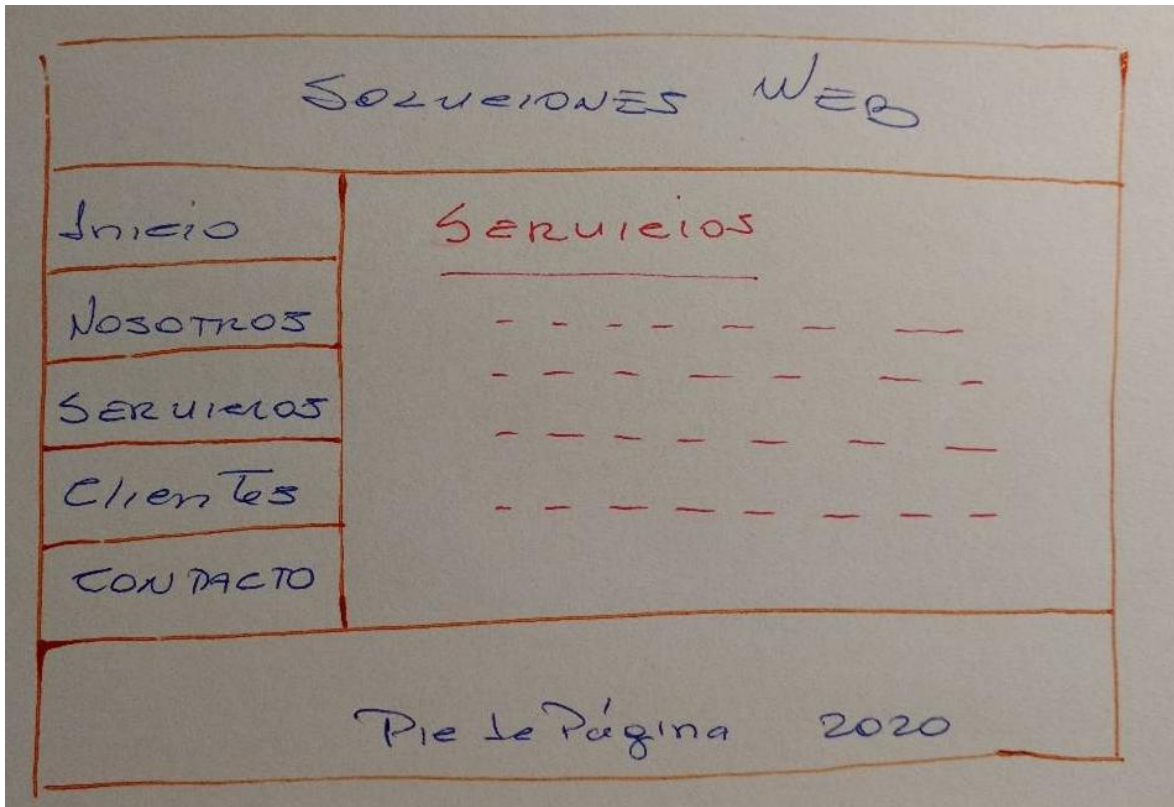 SOLUCIONES WEB
Inicio
NOSOTROS
SERVICIOS
Clientes
CONTACTO
SERVICIOS
Pie de Página 2020